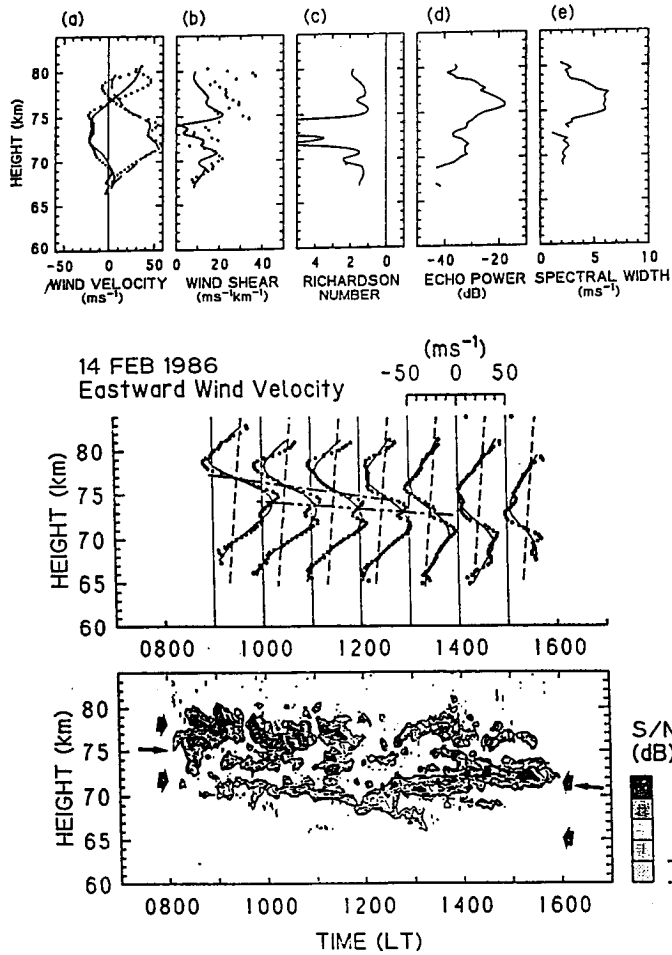 (a) (b) (c) (d) (e)
HEIGHT (km)
80
75
70
65
60
-50 0 50 0 20 40 4 2 0 -40 -20 0 0 5 10
WIND VELOCITY WIND SHEAR RICHARDSON NUMBER ECHO POWER SPECTRAL WIDTH
(ms⁻¹) (ms⁻¹km⁻¹) (dB) (ms⁻¹)
14 FEB 1986
Eastward Wind Velocity
(ms⁻¹)
-50 0 50
HEIGHT (km)
80
75
70
65
60
0800 1000 1200 1400 1600
HEIGHT (km)
80
75
70
65
60
0800 1000 1200 1400 1600
TIME (LT)
S/N
(dB)